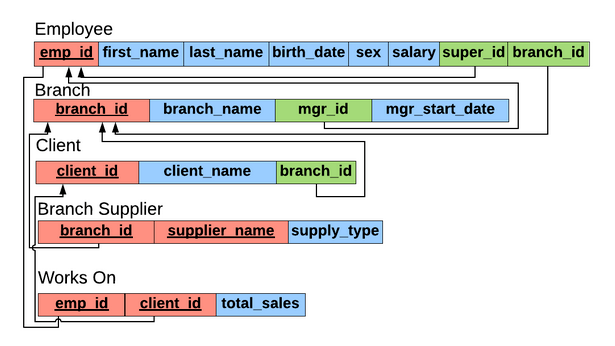 Employee
emp_id first_name last_name birth_date sex salary super_id branch_id
Branch
branch_id branch_name mgr_id mgr_start_date
Client
client_id client_name branch_id
Branch Supplier
branch_id supplier_name supply_type
Works On
emp_id client_id total_sales